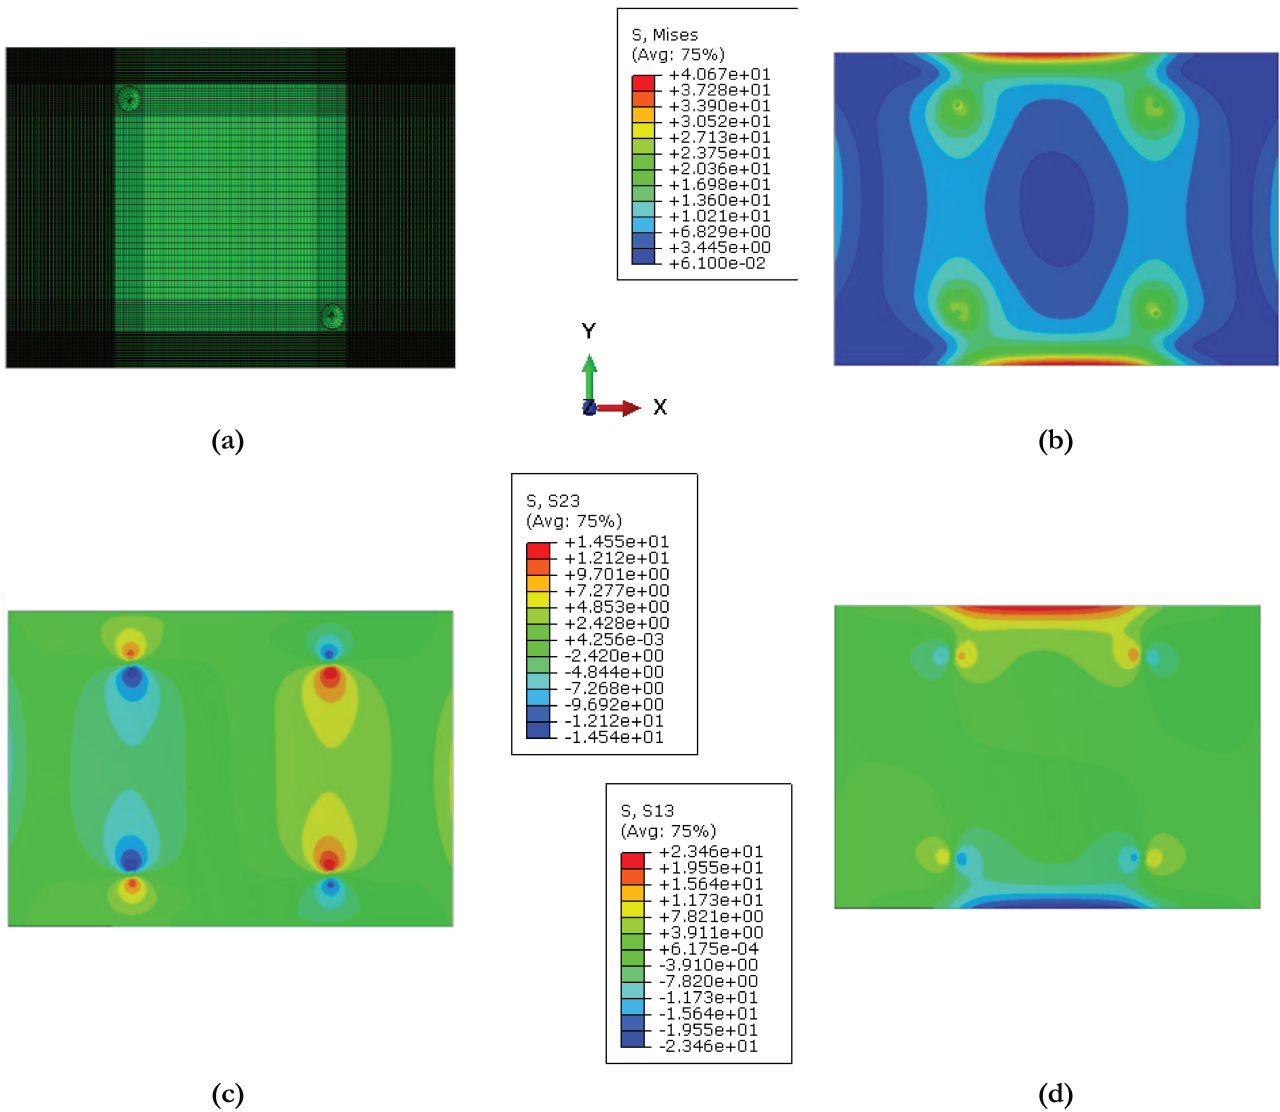 S, Mises
(Avg: 75%)
+4.067e+01
+3.728e+01
+3.390e+01
+3.052e+01
+2.713e+01
+2.375e+01
+2.036e+01
+1.698e+01
+1.360e+01
+1.021e+01
+6.829e+00
+3.445e+00
+6.100e-02
Y
Z
X
(a)
(b)
S, S23
(Avg: 75%)
+1.455e+01
+1.212e+01
+9.701e+00
+7.277e+00
+4.853e+00
+2.428e+00
+4.256e-03
-2.420e+00
-4.844e+00
-7.268e+00
-9.692e+00
-1.212e+01
-1.454e+01
S, S13
(Avg: 75%)
+2.346e+01
+1.955e+01
+1.564e+01
+1.173e+01
+7.821e+00
+3.911e+00
+6.175e-04
-3.910e+00
-7.820e+00
-1.173e+01
-1.564e+01
-1.955e+01
-2.346e+01
(c)
(d)